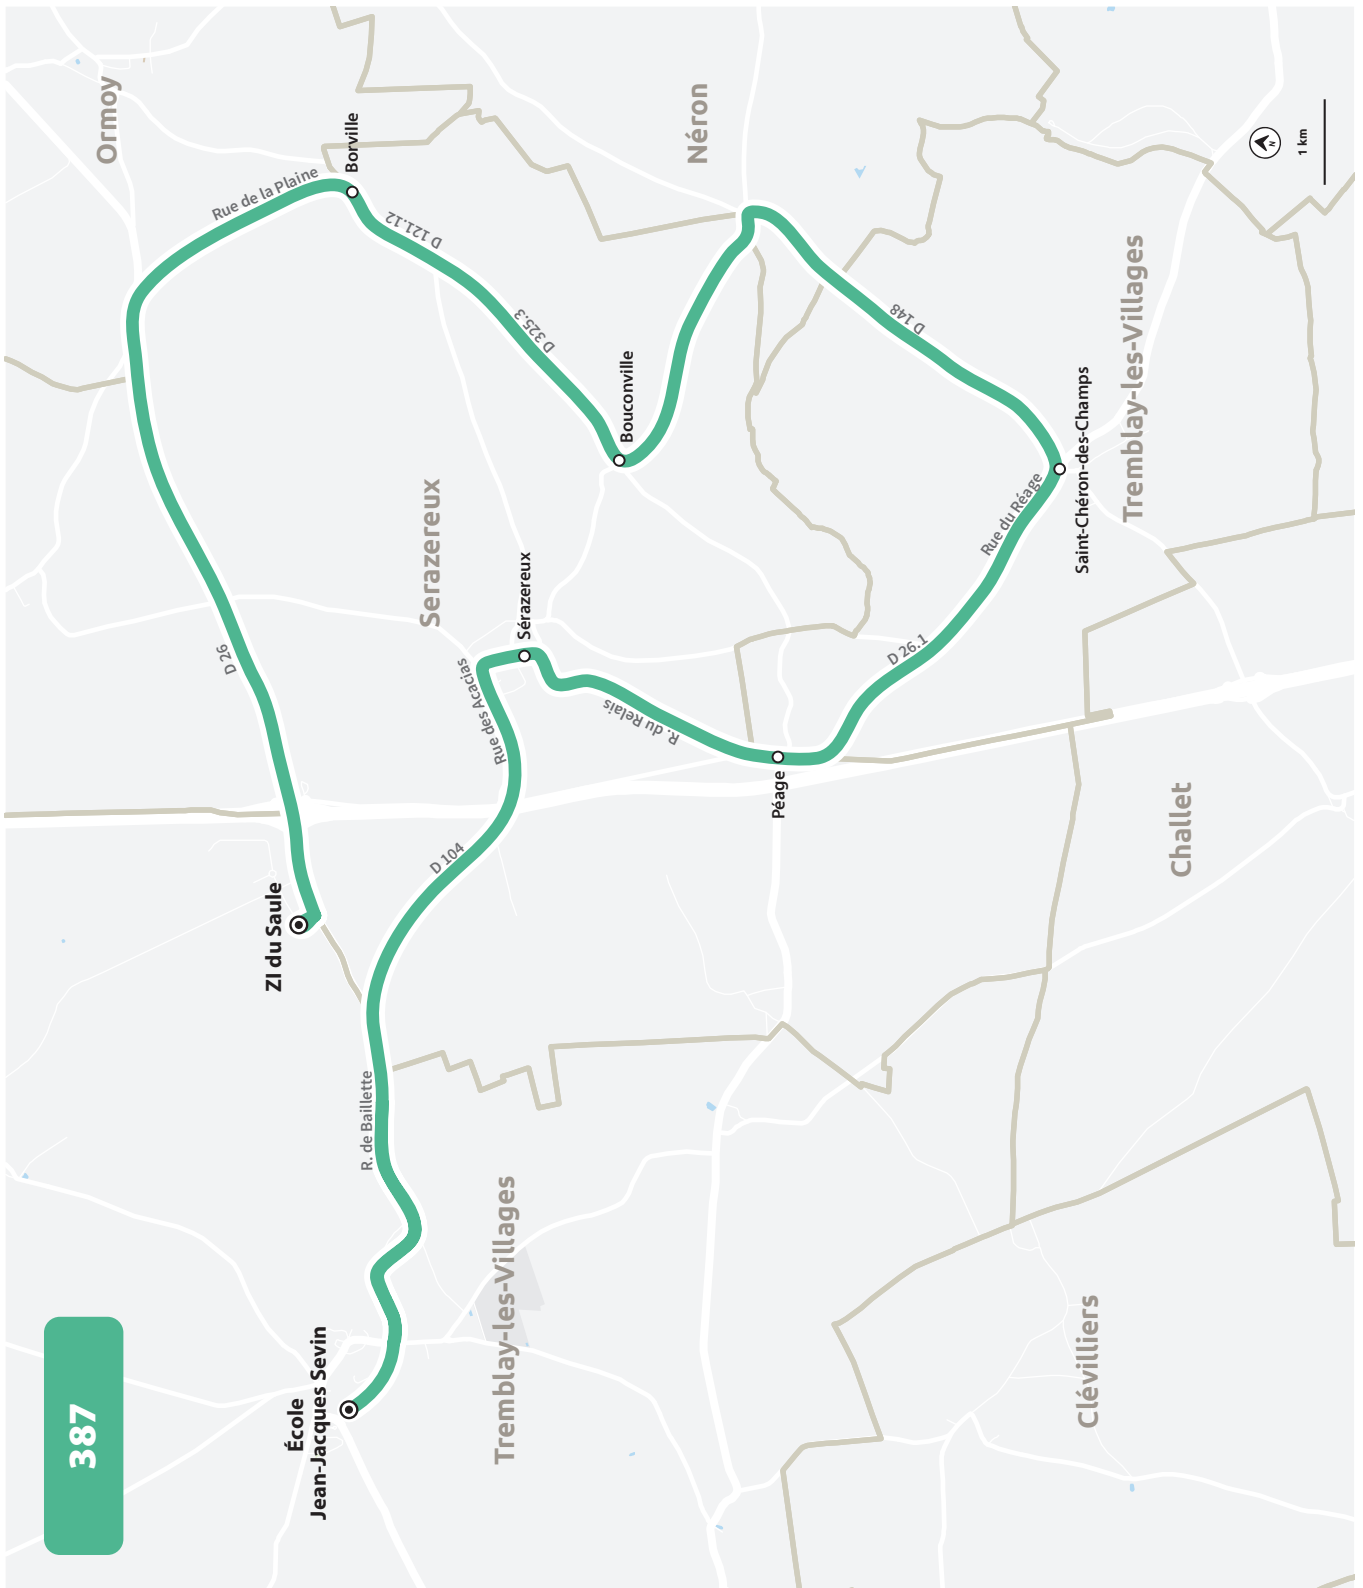 387
École
Jean-Jacques Sevin
Tremblay-les-Villages
Clévilliers
R. de Baillette
ZI du Saule
D 104
Péage
Challet
D 26
Rue des Acacias
R. du Relais
D 26.1
Sérazereux
Serazereux
Rue du Réage
Saint-Chéron-des-Champs
Tremblay-les-Villages
Bouconville
D 325.3
D 148
D 121.12
Rue de la Plaine
Borville
Ormoy
Néron
N
1 km